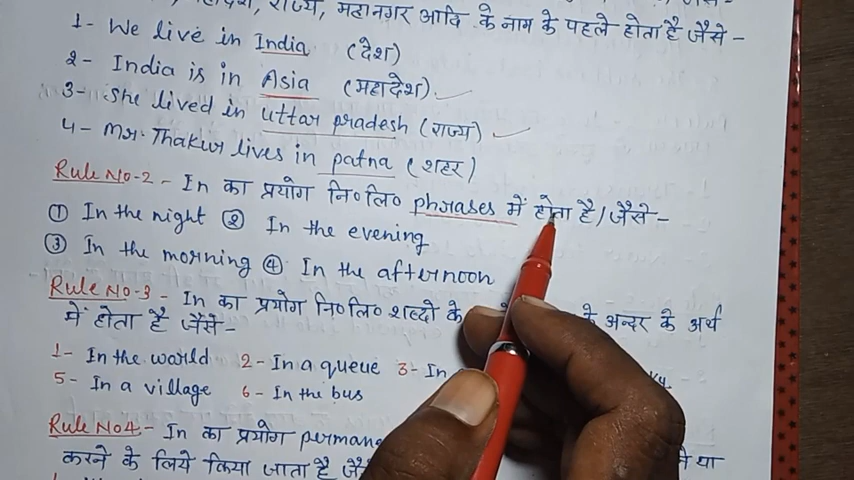 राज्य, महानगर आदि के नाम के पहले होता है जैसे -
1- We live in India (देश)
2- India is in Asia (महादेश).
3- She lived in Uttar pradesh (राज्य)
4- Mr. Thakur lives in patna (शहर)
Rule No-2 - In का प्रयोग नि०लि० phrases में होता है/जैसे-
① In the night ② In the evening
③ In the morning ④ In the afternoon
Rule No-3 - In का प्रयोग नि०लि० शब्दो के के अन्दर के अर्थ
में होता है जैसे-
1- In the world 2- In a queue 3- In
5- In a village 6- In the bus
Rule No4- In का प्रयोग
करने के लिये किया जाता है